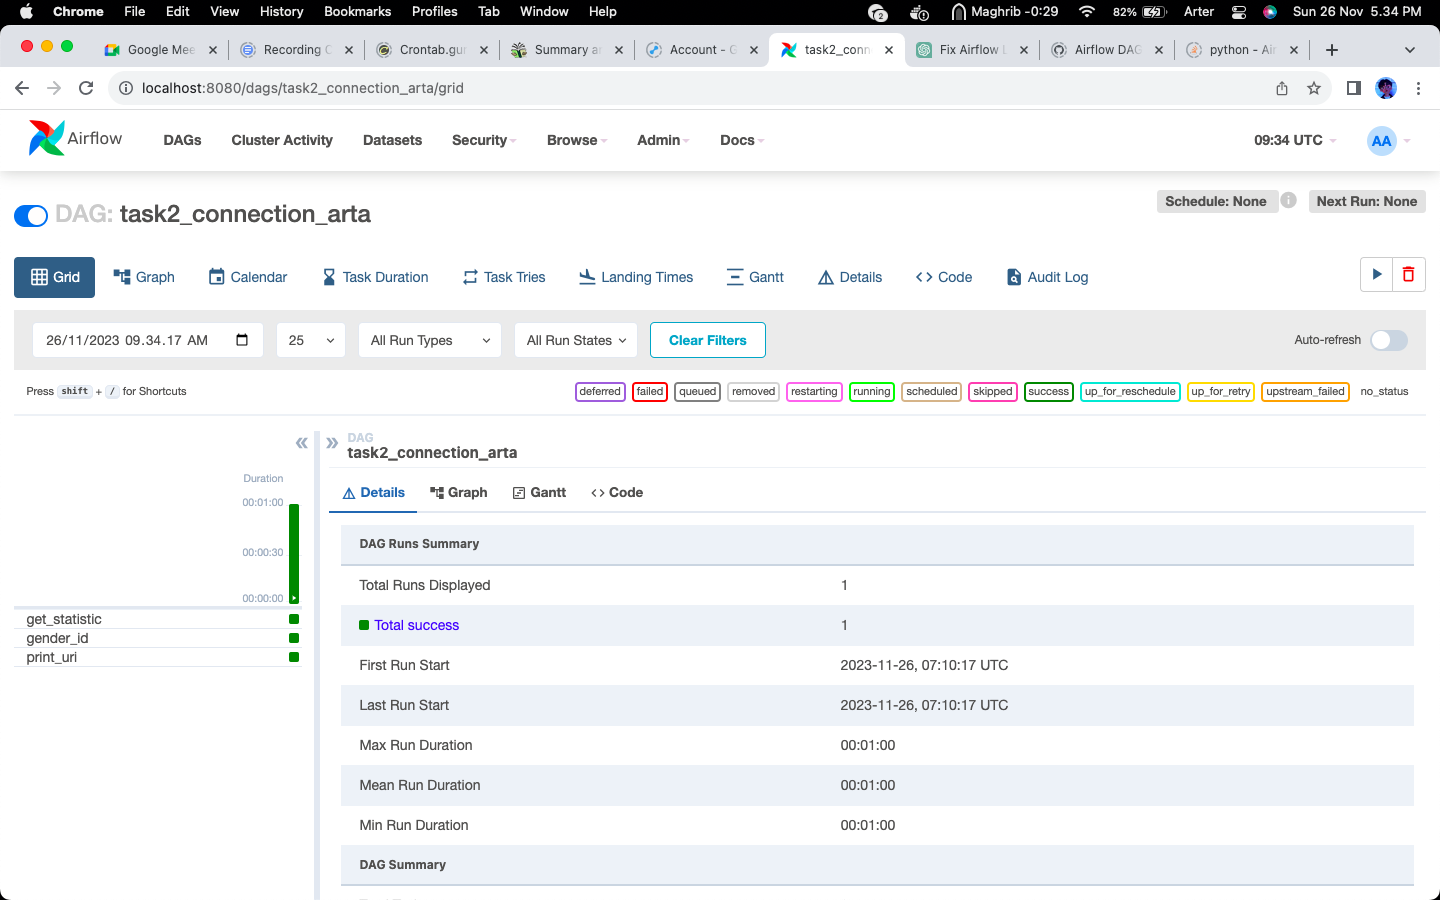 Chrome File Edit View History Bookmarks Profiles Tab Window Help 2 Maghrib -0:29 82% Arter Sun 26 Nov 5.34 PM
Google Mee Recording C Crontab.gur Summary an Account - G task2_conn Fix Airflow L Airflow DAG python - Air
localhost:8080/dags/task2_connection_arta/grid
Airflow DAGs Cluster Activity Datasets Security Browse Admin Docs 09:34 UTC AA
DAG: task2_connection_arta Schedule: None i Next Run: None
Grid Graph Calendar Task Duration Task Tries Landing Times Gantt Details Code Audit Log
26/11/2023 09.34.17 AM 25 All Run Types All Run States Clear Filters Auto-refresh
Press shift + / for Shortcuts deferred failed queued removed restarting running scheduled skipped success up_for_reschedule up_for_retry upstream_failed no_status
DAG
task2_connection_arta
Duration
00:01:00
00:00:30
00:00:00
get_statistic
gender_id
print_uri
Details Graph Gantt Code
DAG Runs Summary
Total Runs Displayed 1
Total success 1
First Run Start 2023-11-26, 07:10:17 UTC
Last Run Start 2023-11-26, 07:10:17 UTC
Max Run Duration 00:01:00
Mean Run Duration 00:01:00
Min Run Duration 00:01:00
DAG Summary